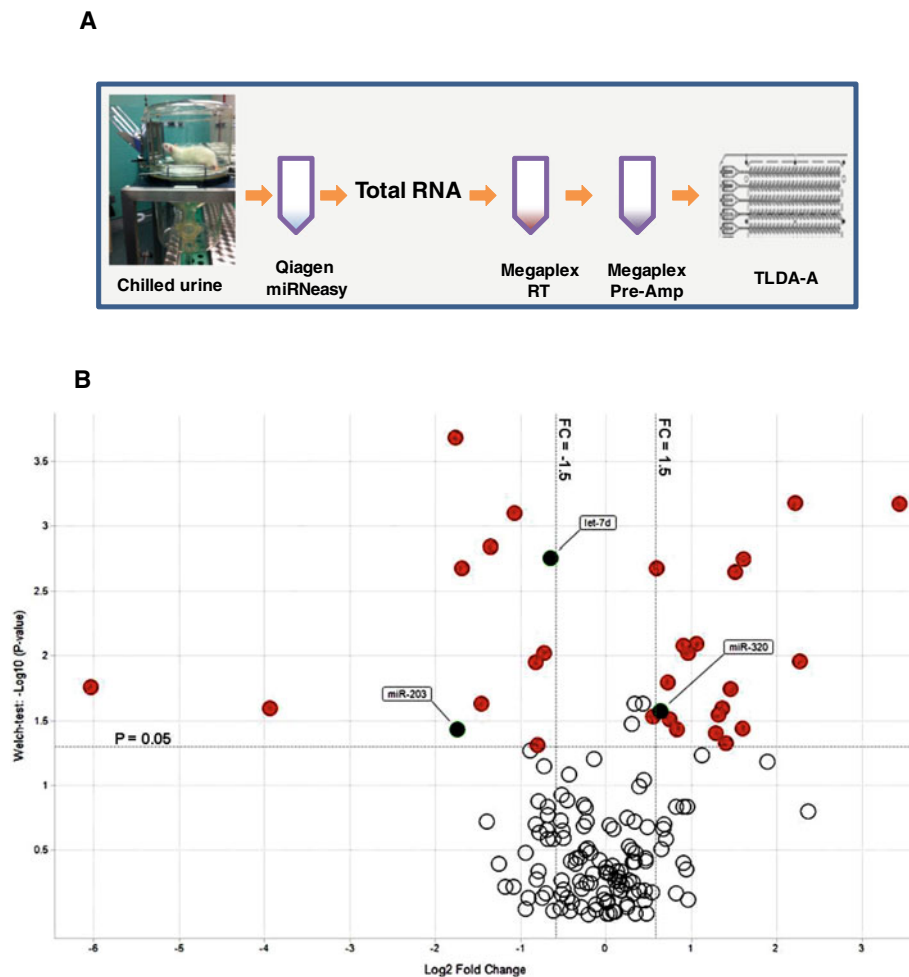 A
Chilled urine
Qiagen
miRNeasy
Total RNA
Megaplex
RT
Megaplex
Pre-Amp
TLDA-A
B
Welch-test: -Log10 (P-value)
3.5
3
2.5
2
1.5
1
0.5
FC = -1.5
FC = 1.5
let-7d
miR-320
miR-203
P = 0.05
-6
-5
-4
-3
-2
-1
0
1
2
3
Log2 Fold Change